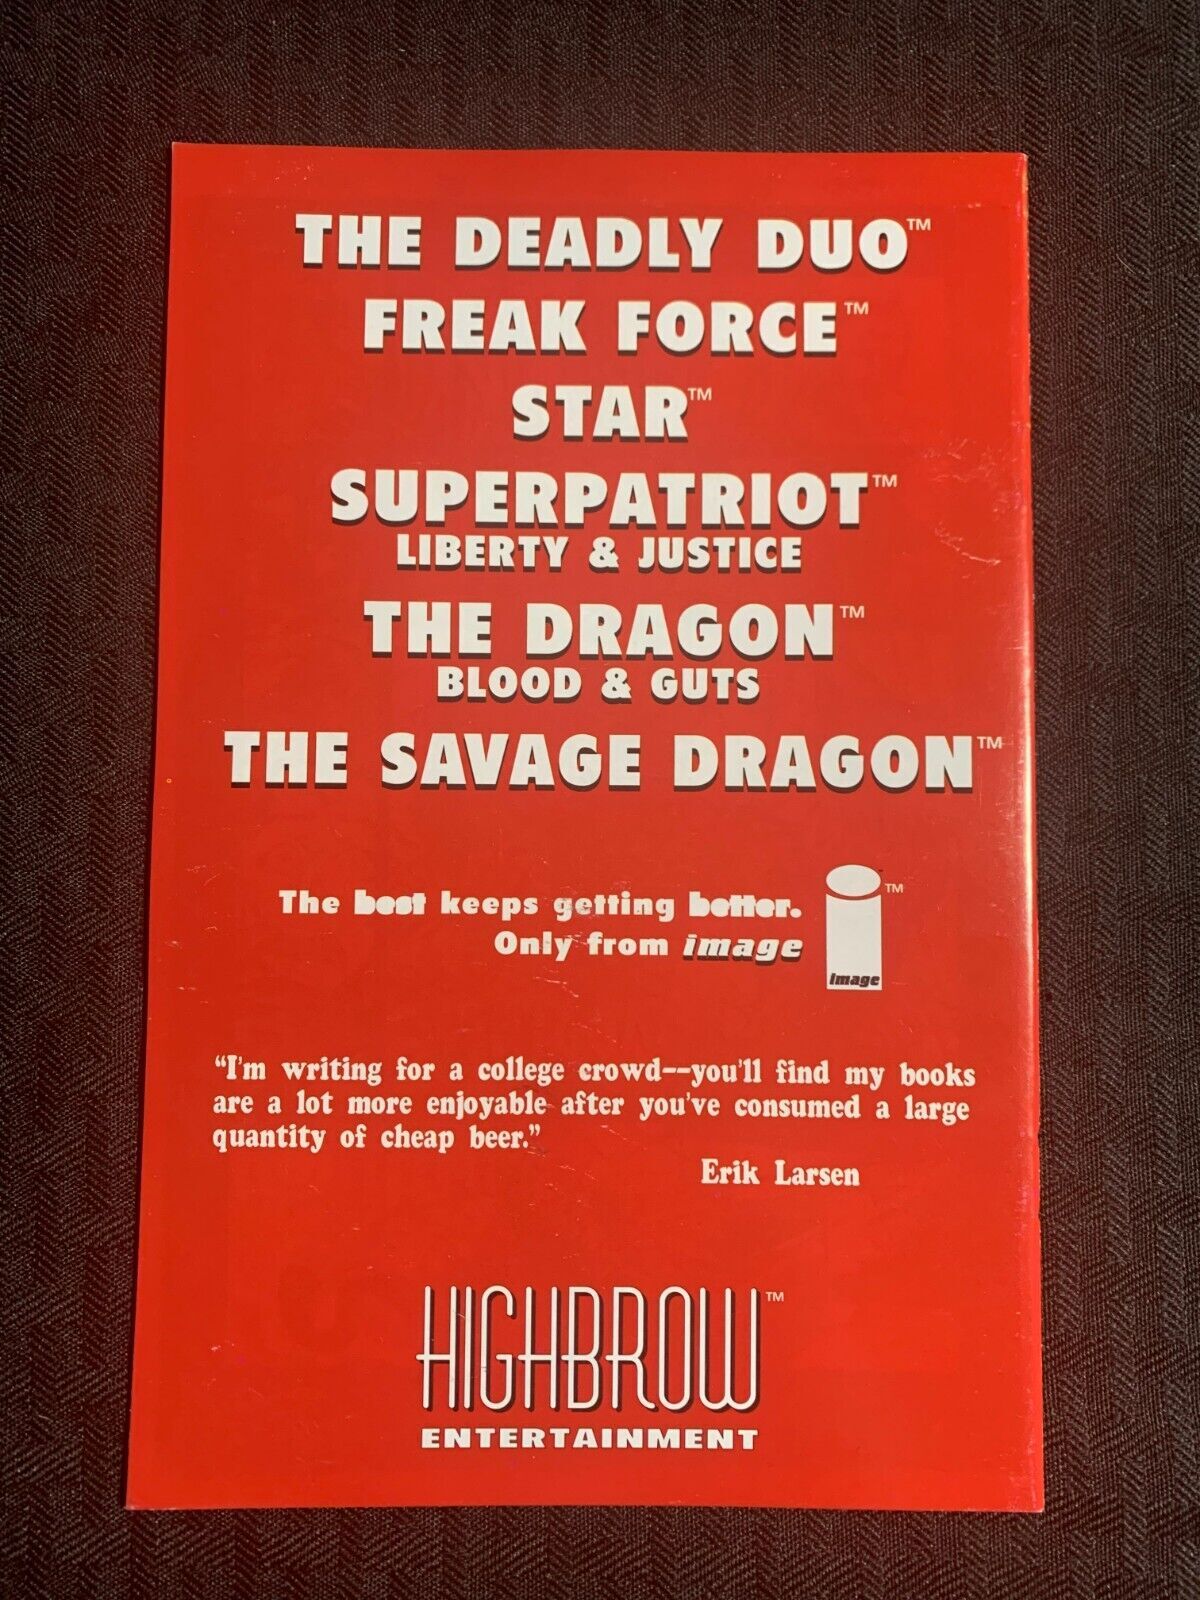 THE DEADLY DUO™
FREAK FORCE™
STAR™
SUPERPATRIOT™
LIBERTY & JUSTICE
THE DRAGON™
BLOOD & GUTS
THE SAVAGE DRAGON™
The best keeps getting better.
Only from image
TM
image
“I'm writing for a college crowd--you'll find my books
are a lot more enjoyable after you've consumed a large
quantity of cheap beer.”
Erik Larsen
HIGHBROW™
ENTERTAINMENT